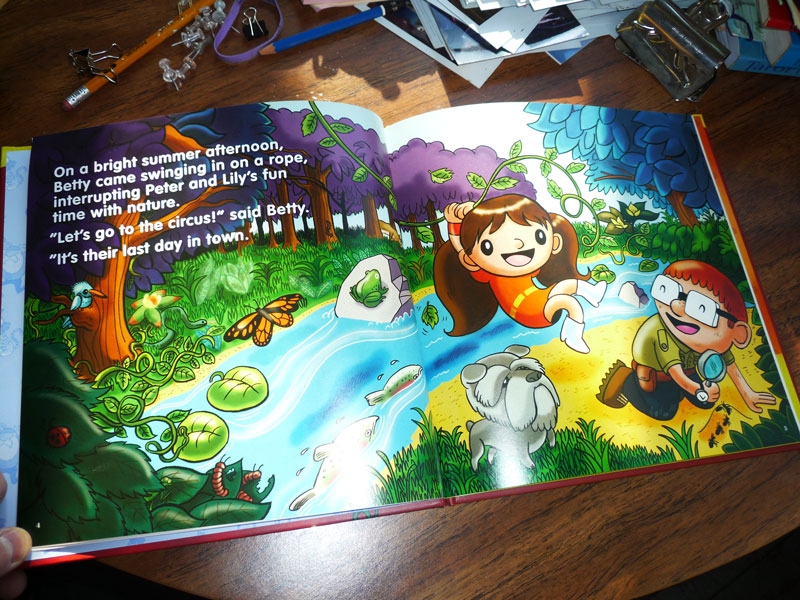 On a bright summer afternoon,
Betty came swinging in on a rope,
interrupting Peter and Lily's fun
time with nature.
"Let's go to the circus!" said Betty.
"It's their last day in town."
4